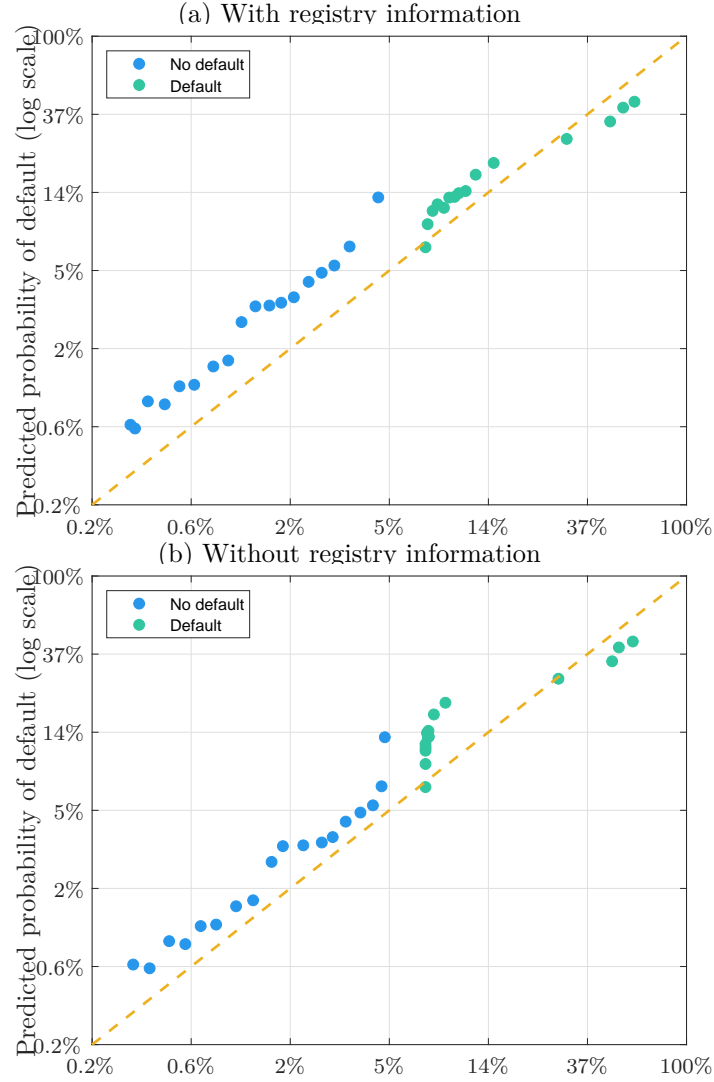 (a) With registry information
Predicted probability of default (log scale)
100%
37%
14%
5%
2%
0.6%
0.2%
No default
Default
0.2% 0.6% 2% 5% 14% 37% 100%
(b) Without registry information
Predicted probability of default (log scale)
100%
37%
14%
5%
2%
0.6%
0.2%
No default
Default
0.2% 0.6% 2% 5% 14% 37% 100%